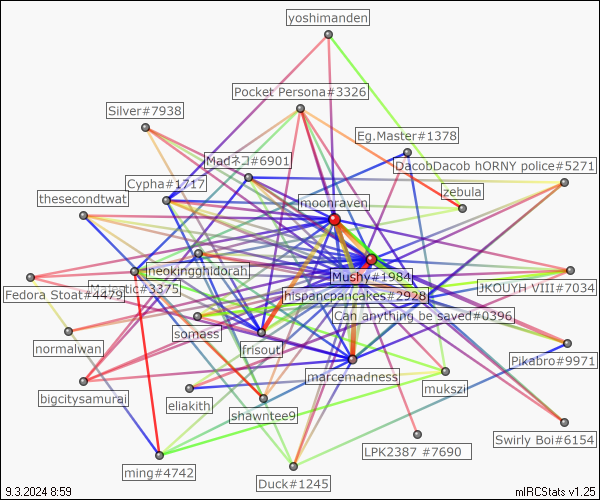 yoshimanden
Pocket Persona#3326
Silver#7938
Eg.Master#1378
Madネコ#6901
DacobDacob hORNY police#5271
Cypha#1717
thesecondtwat
zebula
moonraven
neokingghidorah
Mushy#1984
JKOUYH VIII#7034
Fedora Stoat#4479
hispancpancakes#2928
somass
Can anything be saved#0396
normalwan
frisout
Pikabro#9971
marcemadness
mukszi
bigcitysamurai
eliakith
Shawntee9
Swirly Boi#6154
LPK2387 #7690
ming#4742
Duck#1245
9.3.2024 8:59
mIRCStats v1.25